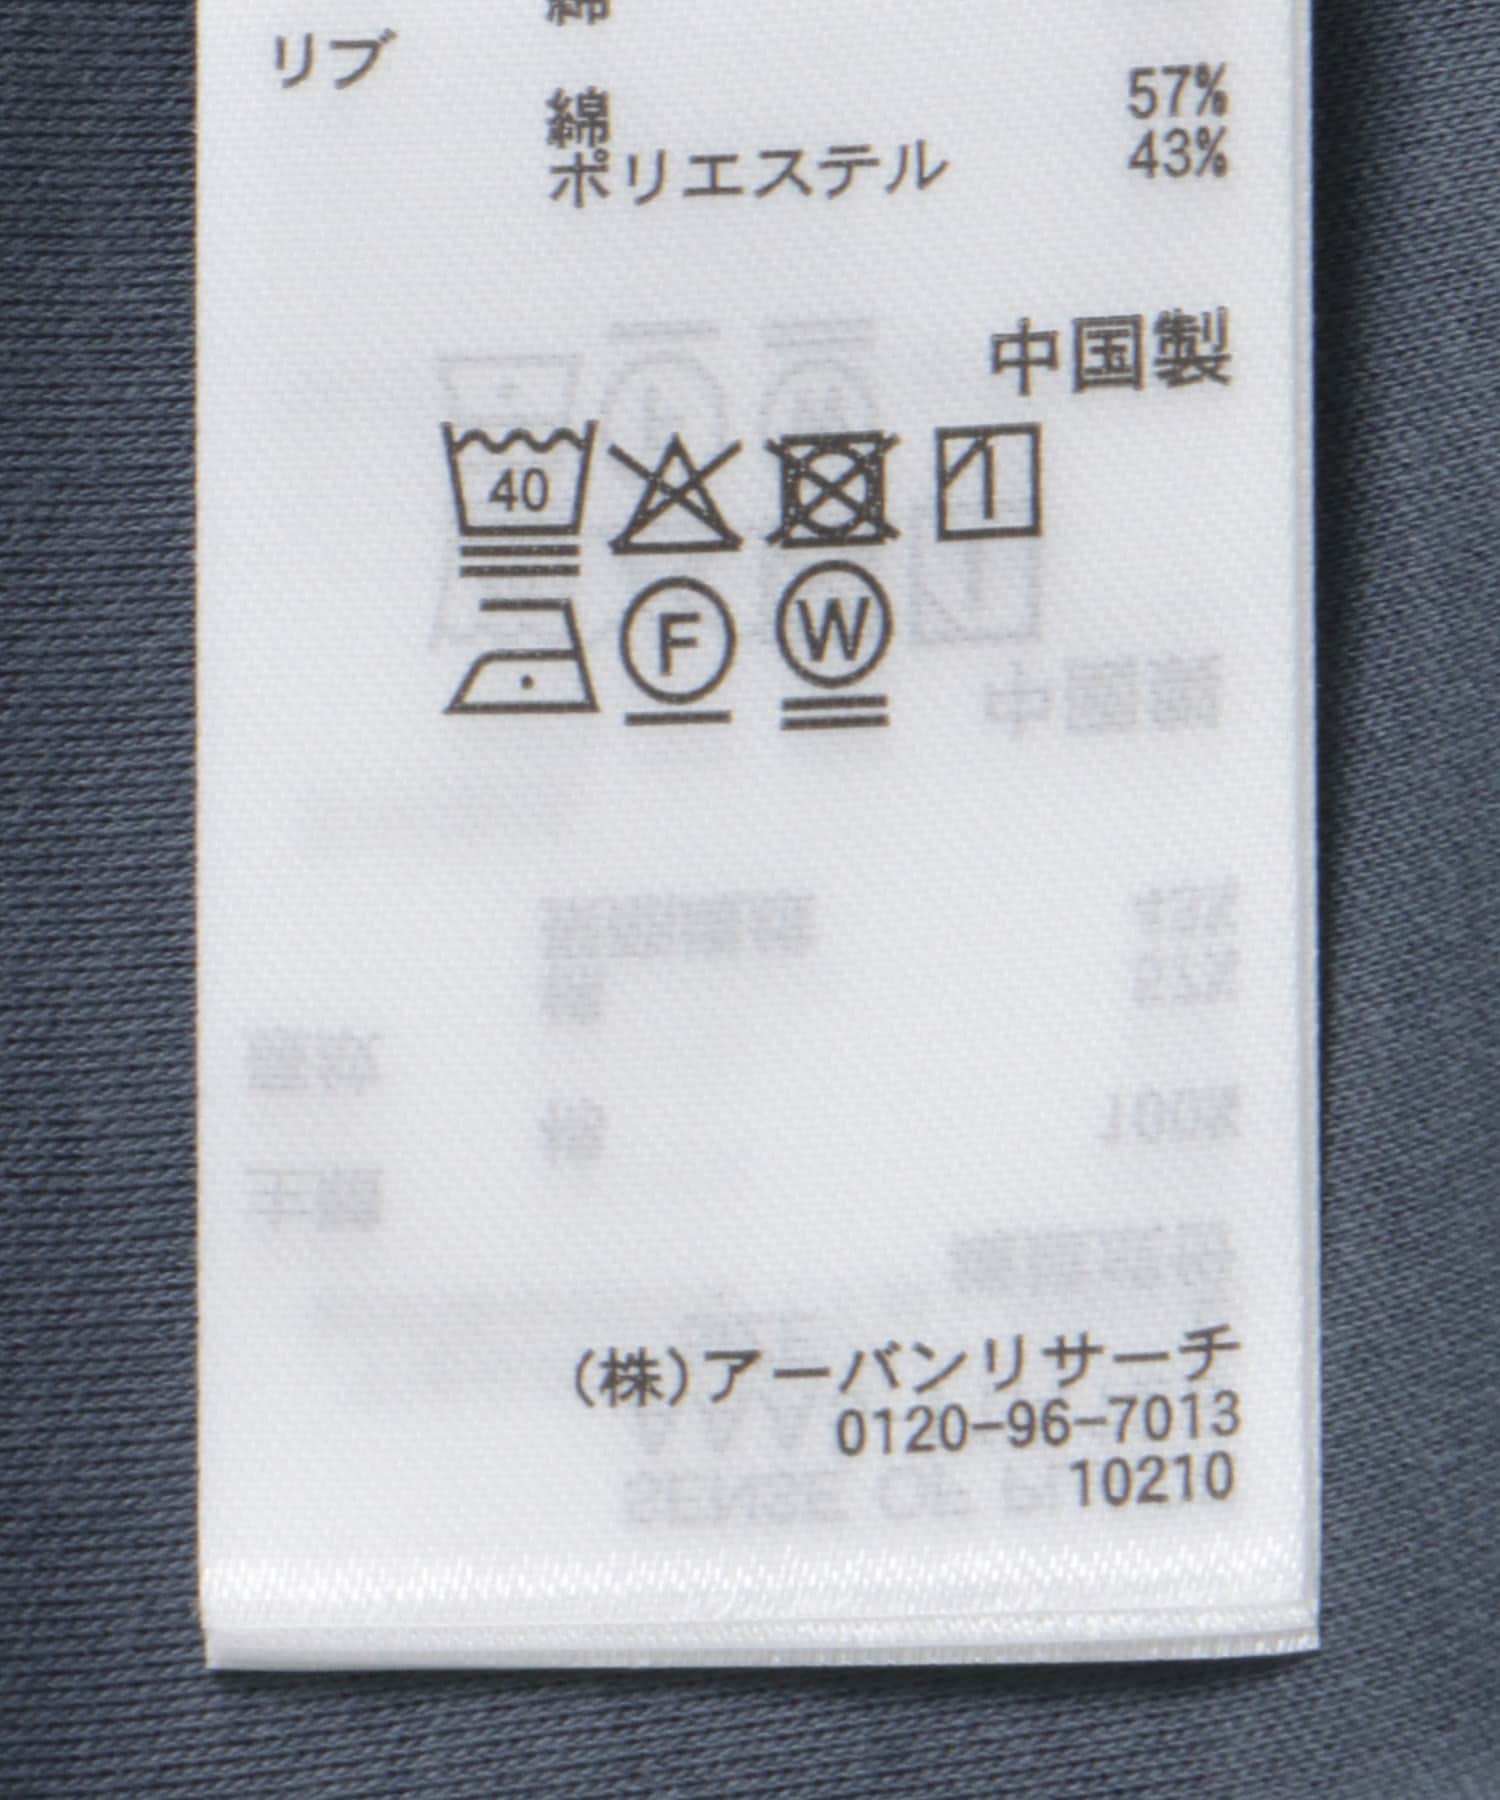 綿
リブ
綿 57%
ポリエステル 43%
中国製
40
F W
(株)アーバンリサーチ
0120-96-7013
10210